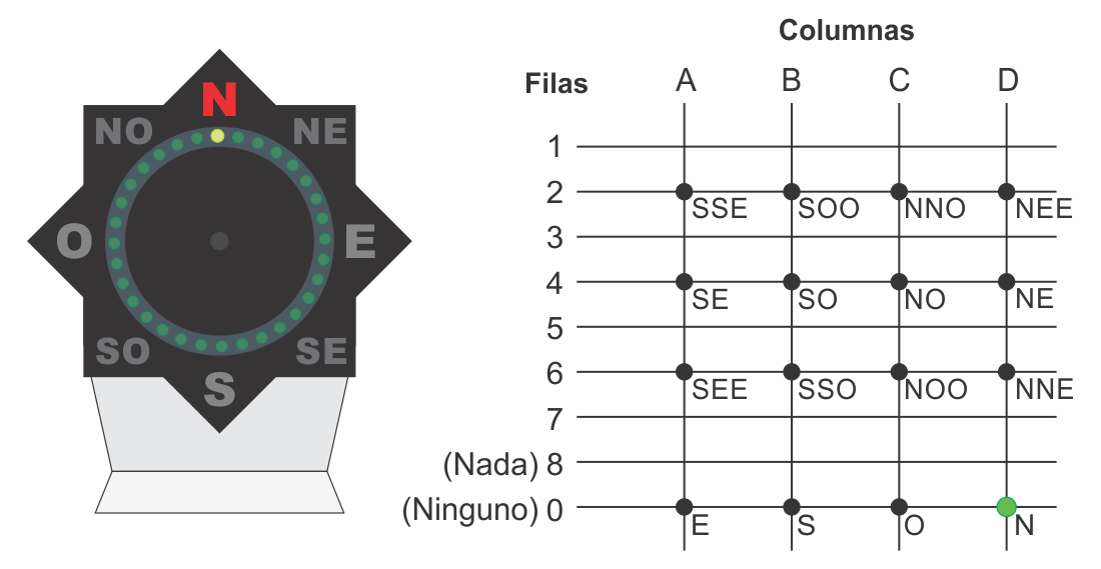 N
NO NE
O E
SO SE
S
Columnas
Filas A B C D
1
2
SSE SOO NNO NEE
3
4
SE SO NO NE
5
6
SEE SSO NOO NNE
7
(Nada) 8
(Ninguno) 0
E S O N